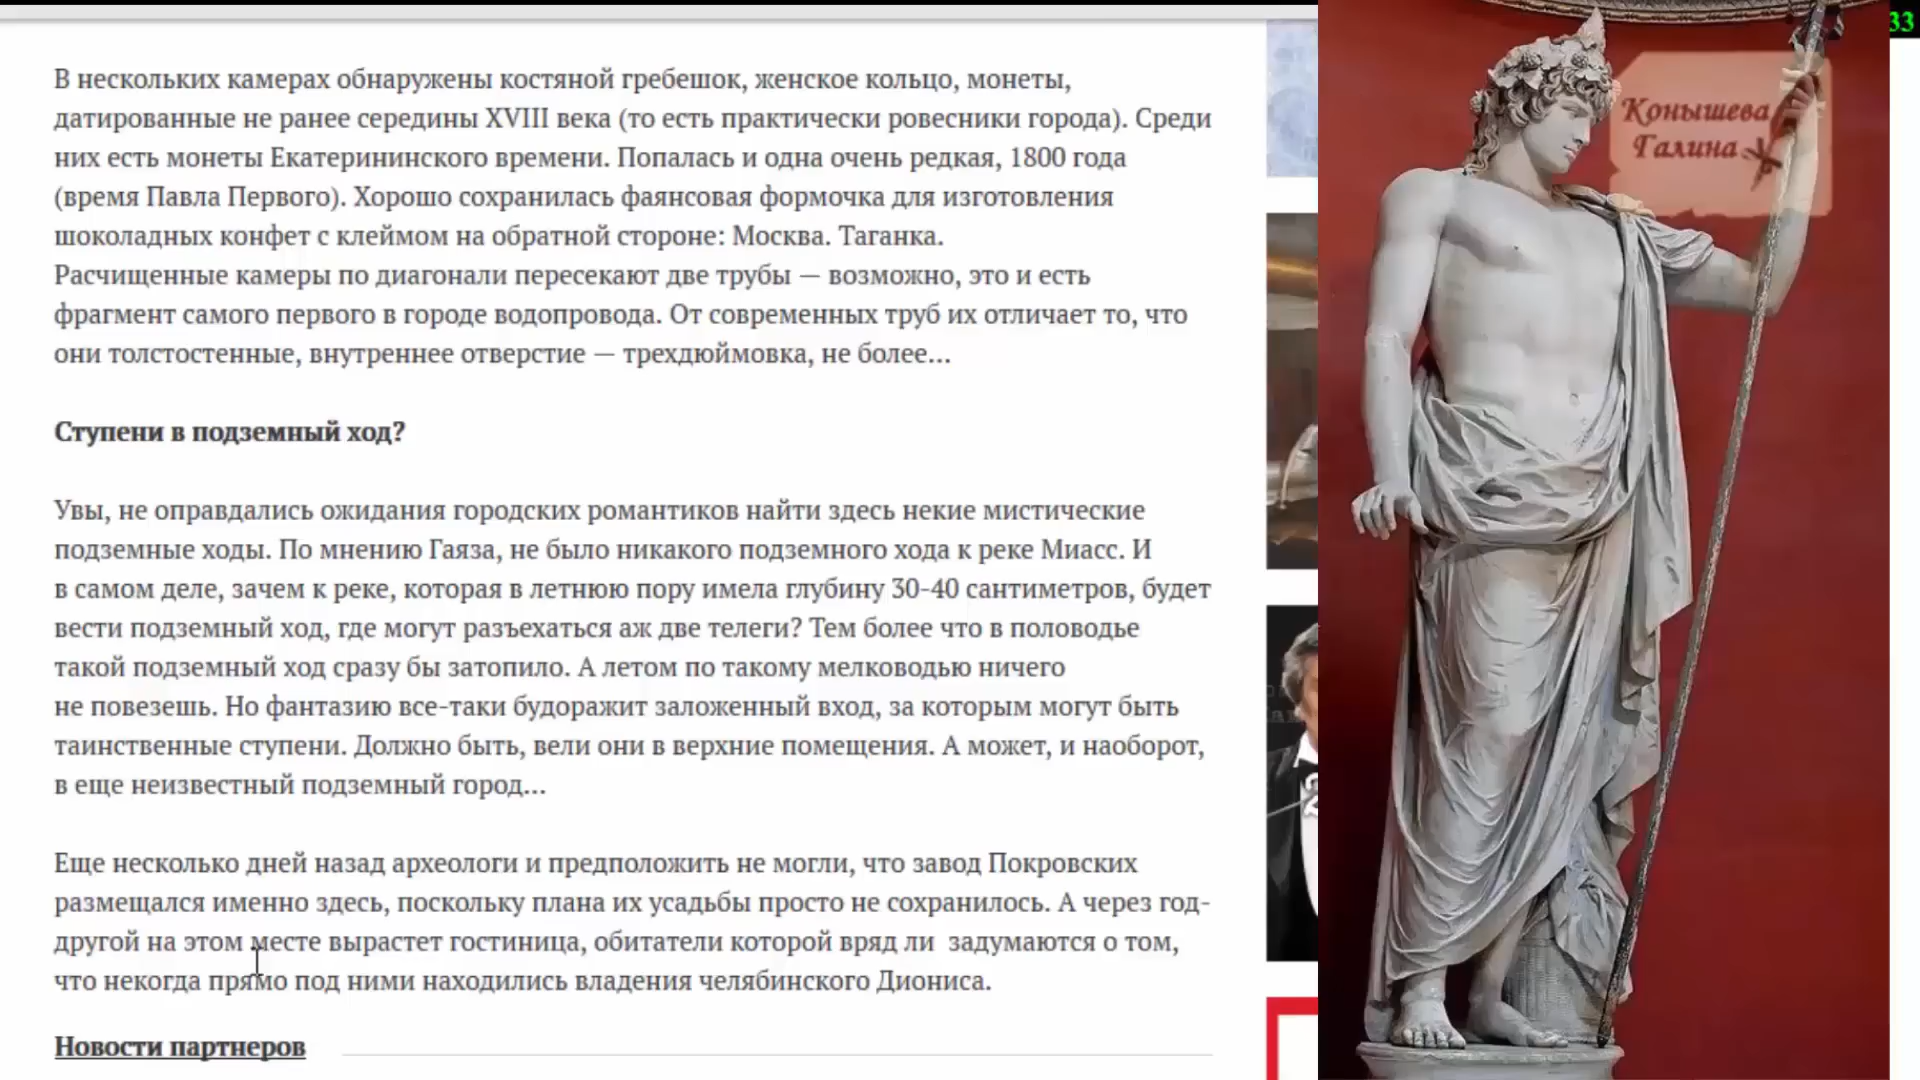 В нескольких камерах обнаружены костяной гребешок, женское кольцо, монеты,
датированные не ранее середины XVIII века (то есть практически ровесники города). Среди
них есть монеты Екатерининского времени. Попалась и одна очень редкая, 1800 года
(время Павла Первого). Хорошо сохранилась фаянсовая формочка для изготовления
шоколадных конфет с клеймом на обратной стороне: Москва. Таганка.
Расчищенные камеры по диагонали пересекают две трубы — возможно, это и есть
фрагмент самого первого в городе водопровода. От современных труб их отличает то, что
они толстостенные, внутреннее отверстие — трехдюймовка, не более...
Ступени в подземный ход?
Увы, не оправдались ожидания городских романтиков найти здесь некие мистические
подземные ходы. По мнению Гаяза, не было никакого подземного хода к реке Миасс. И
в самом деле, зачем к реке, которая в летнюю пору имела глубину 30-40 сантиметров, будет
вести подземный ход, где могут разъехаться аж две телеги? Тем более что в половодье
такой подземный ход сразу бы затопило. А летом по такому мелководью ничего
не повезешь. Но фантазию все-таки будоражит заложенный вход, за которым могут быть
таинственные ступени. Должно быть, вели они в верхние помещения. А может, и наоборот,
в еще неизвестный подземный город...
Еще несколько дней назад археологи и предположить не могли, что завод Покровских
размещался именно здесь, поскольку плана их усадьбы просто не сохранилось. А через год-
другой на этом месте вырастет гостиница, обитатели которой вряд ли задумаются о том,
что некогда прямо под ними находились владения челябинского Диониса.
Новости партнеров
Конышева
Галина
33